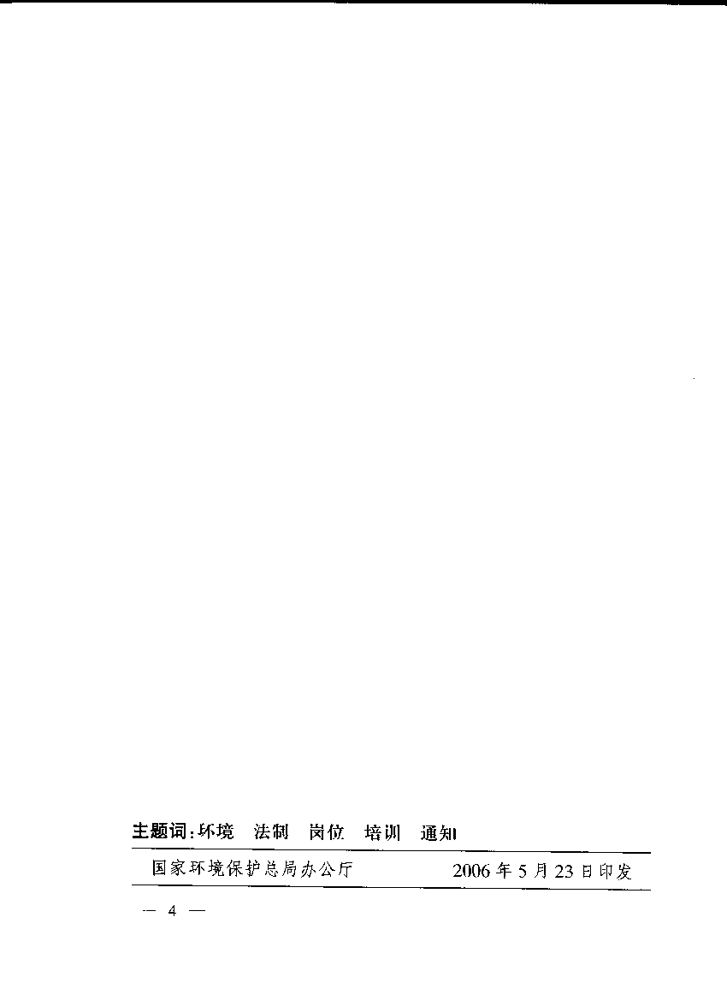 主题词:环境　法制　岗位　培训　通知
国家环境保护总局办公厅　2006年5月23日印发
— 4 —